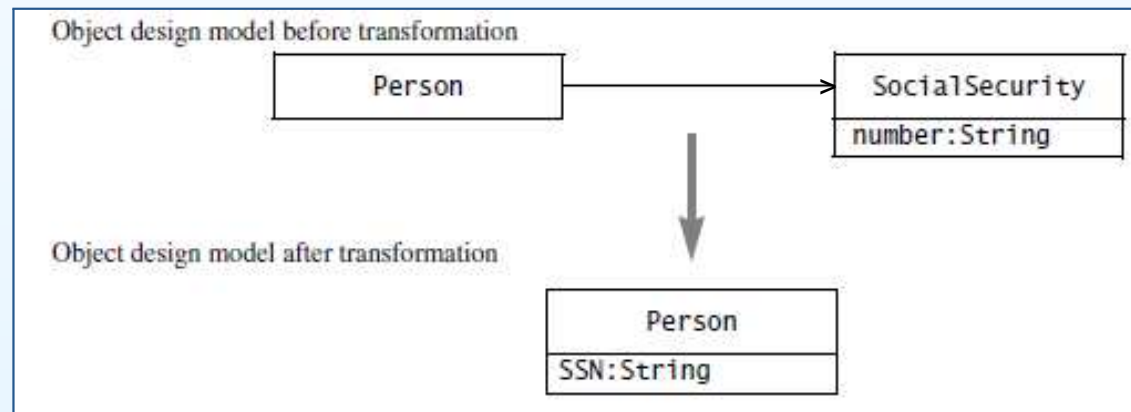 Object design model before transformation
Person
SocialSecurity
number:String
Object design model after transformation
Person
SSN:String